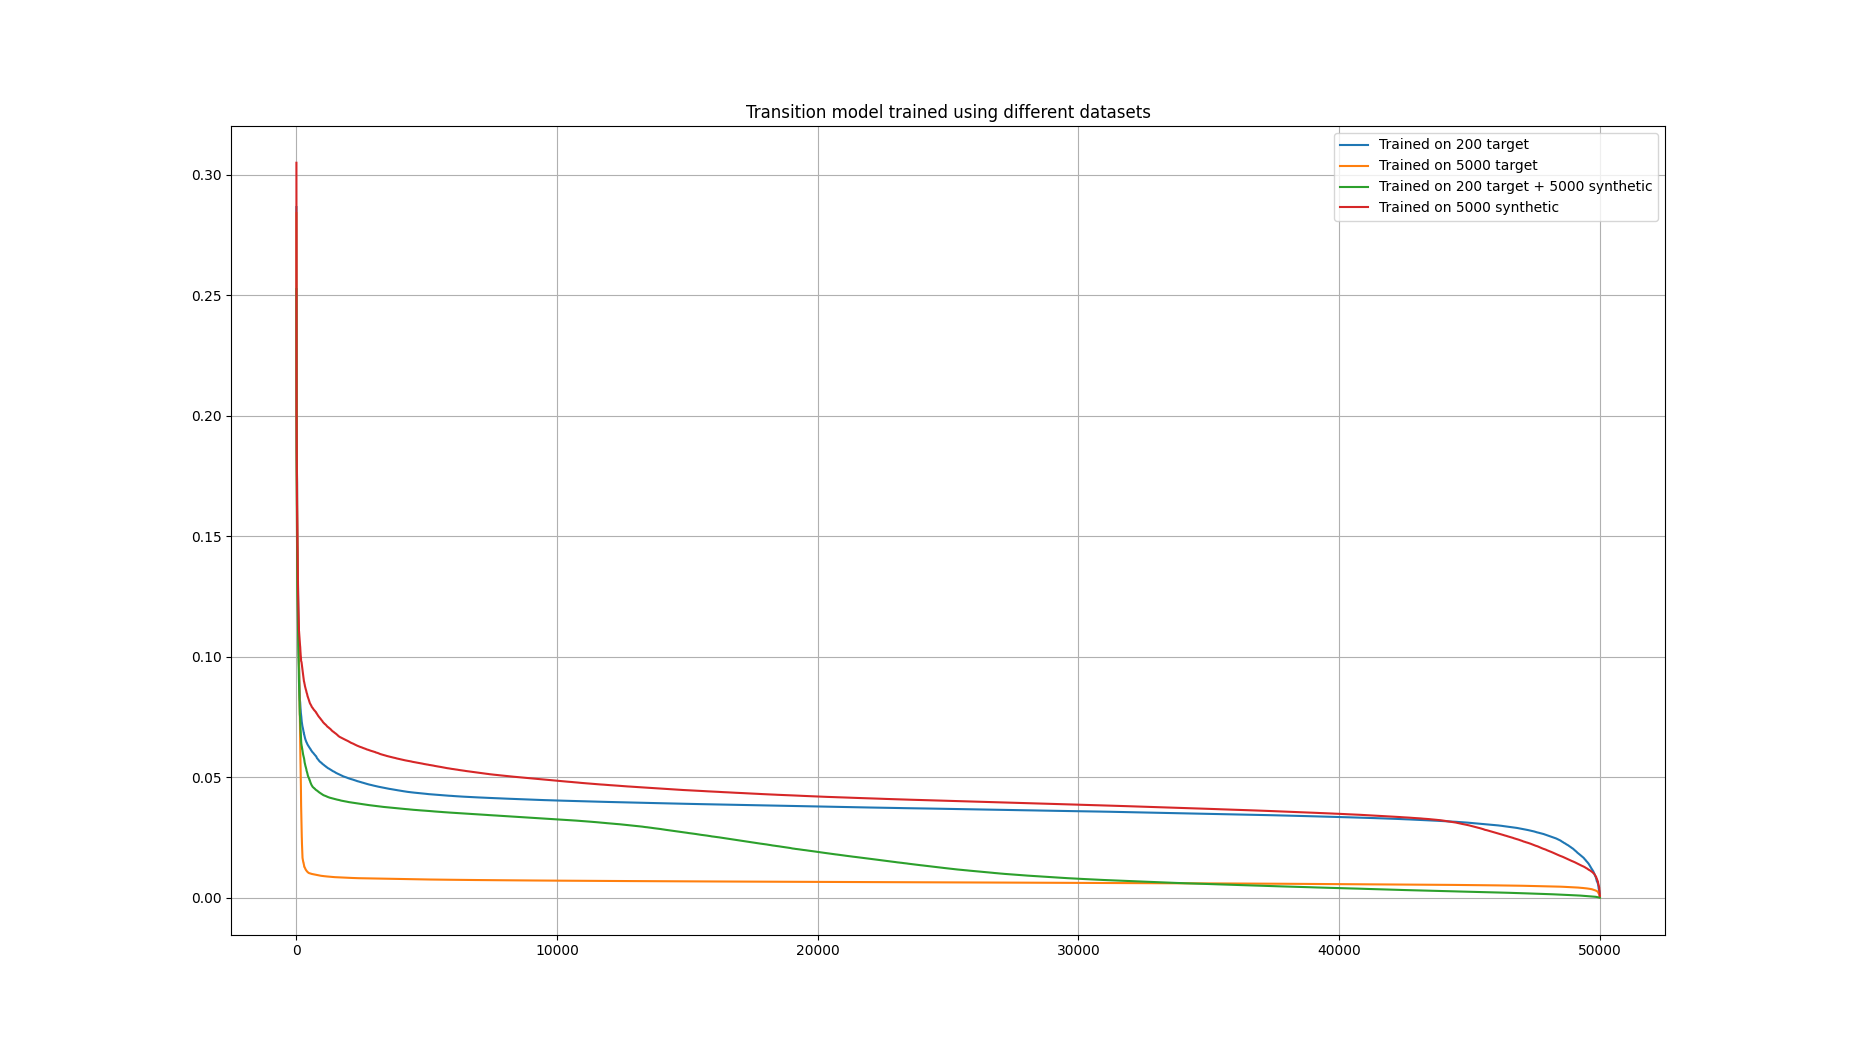 Transition model trained using different datasets
Trained on 200 target
Trained on 5000 target
Trained on 200 target + 5000 synthetic
Trained on 5000 synthetic
0.30
0.25
0.20
0.15
0.10
0.05
0.00
0 10000 20000 30000 40000 50000